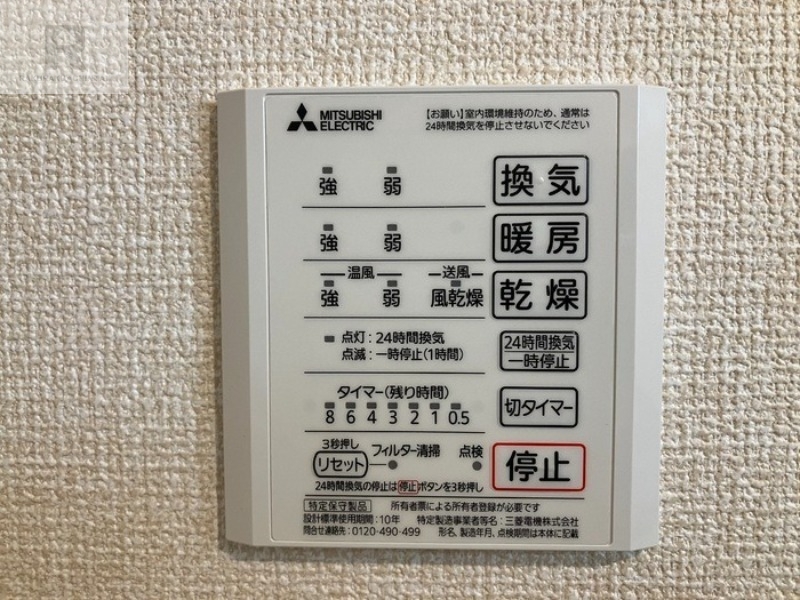 MITSUBISHI
ELECTRIC
【お願い】室内環境維持のため、通常は
24時間換気を停止させないでください
強 弱 換気
強 弱 暖房
温風 送風
強 弱 風乾燥 乾燥
点灯:24時間換気
点滅:一時停止(1時間)
24時間換気
一時停止
タイマー(残り時間)
8 6 4 3 2 1 0.5
切タイマー
3秒押し
リセット フィルター清掃 点検
停止
24時間換気の停止は停止ボタンを3秒押し
特定保守製品 所有者票による所有者登録が必要です
設計標準使用期間:10年 特定製造事業者等名:三菱電機株式会社
問合せ連絡先:0120-490-499 形名、製造年月、点検期間は本体に記載